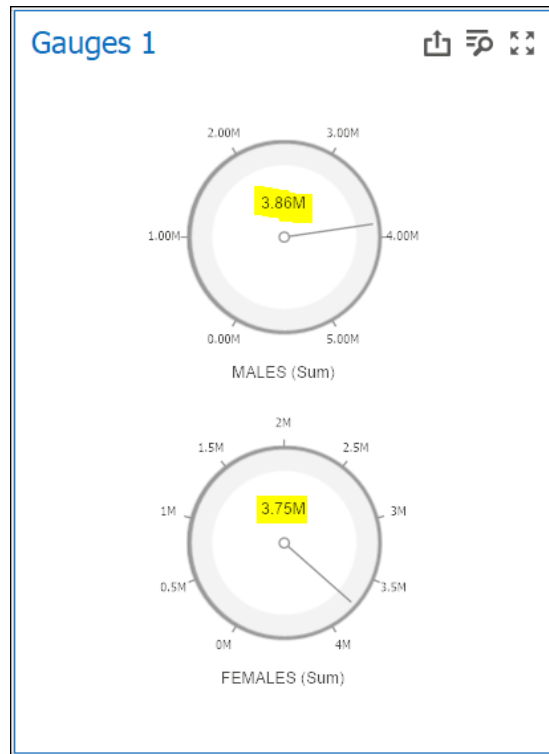 Gauges 1
2.00M 3.00M
3.86M
1.00M 4.00M
0.00M 5.00M
MALES (Sum)
2M
1.5M 2.5M
3.75M
1M 3M
0.5M 3.5M
0M 4M
FEMALES (Sum)